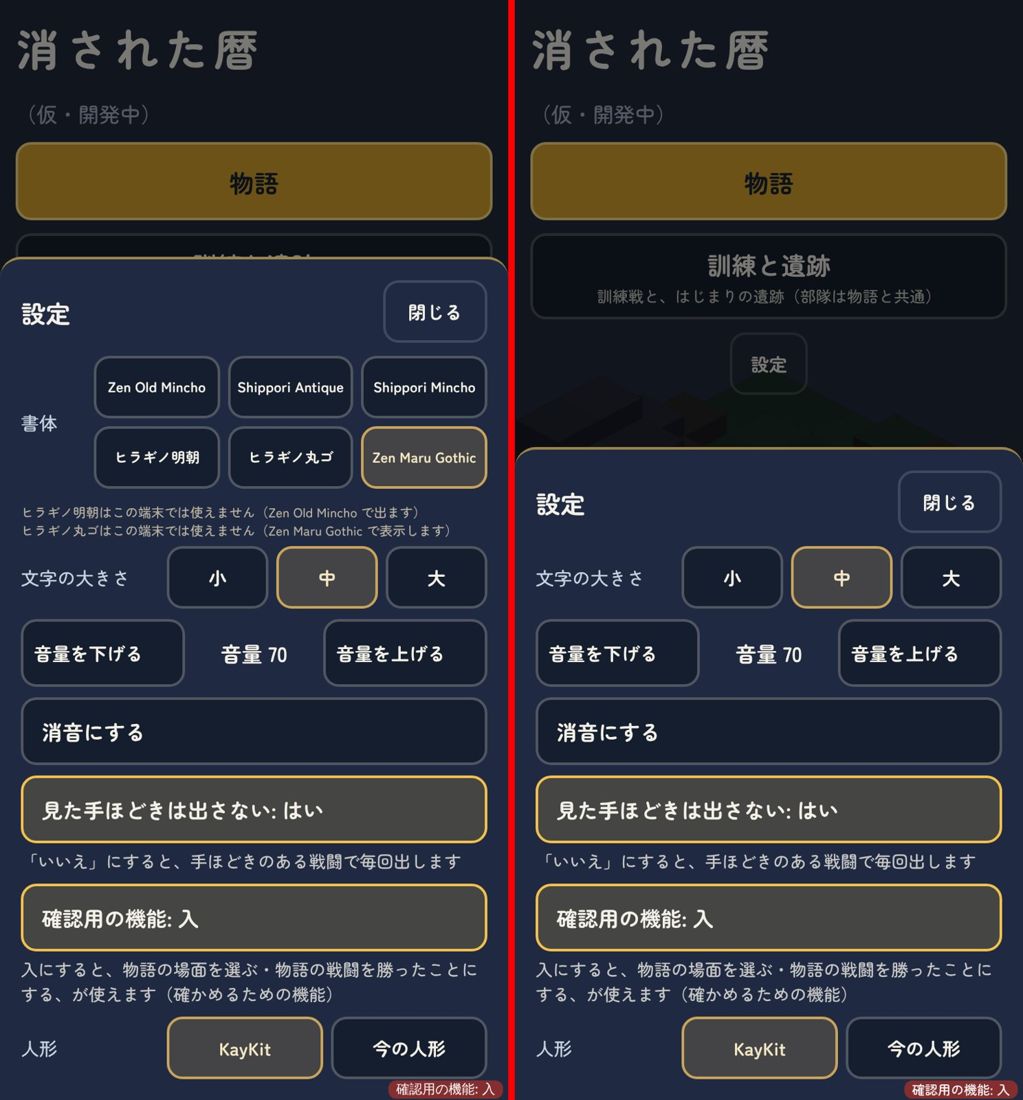 消された暦
（仮・開発中）
物語
設定
閉じる
書体
Zen Old Mincho
Shippori Antique
Shippori Mincho
ヒラギノ明朝
ヒラギノ丸ゴ
Zen Maru Gothic
ヒラギノ明朝はこの端末では使えません（Zen Old Mincho で出ます）
ヒラギノ丸ゴはこの端末では使えません（Zen Maru Gothic で表示します）
文字の大きさ
小
中
大
音量を下げる
音量 70
音量を上げる
消音にする
見た手ほどきは出さない: はい
「いいえ」にすると、手ほどきのある戦闘で毎回出します
確認用の機能: 入
入にすると、物語の場面を選ぶ・物語の戦闘を勝ったことに
する、が使えます（確かめるための機能）
人形
KayKit
今の人形
確認用の機能: 入
消された暦
（仮・開発中）
物語
訓練と遺跡
訓練戦と、はじまりの遺跡（部隊は物語と共通）
設定
設定
閉じる
文字の大きさ
小
中
大
音量を下げる
音量 70
音量を上げる
消音にする
見た手ほどきは出さない: はい
「いいえ」にすると、手ほどきのある戦闘で毎回出します
確認用の機能: 入
入にすると、物語の場面を選ぶ・物語の戦闘を勝ったことに
する、が使えます（確かめるための機能）
人形
KayKit
今の人形
確認用の機能: 入